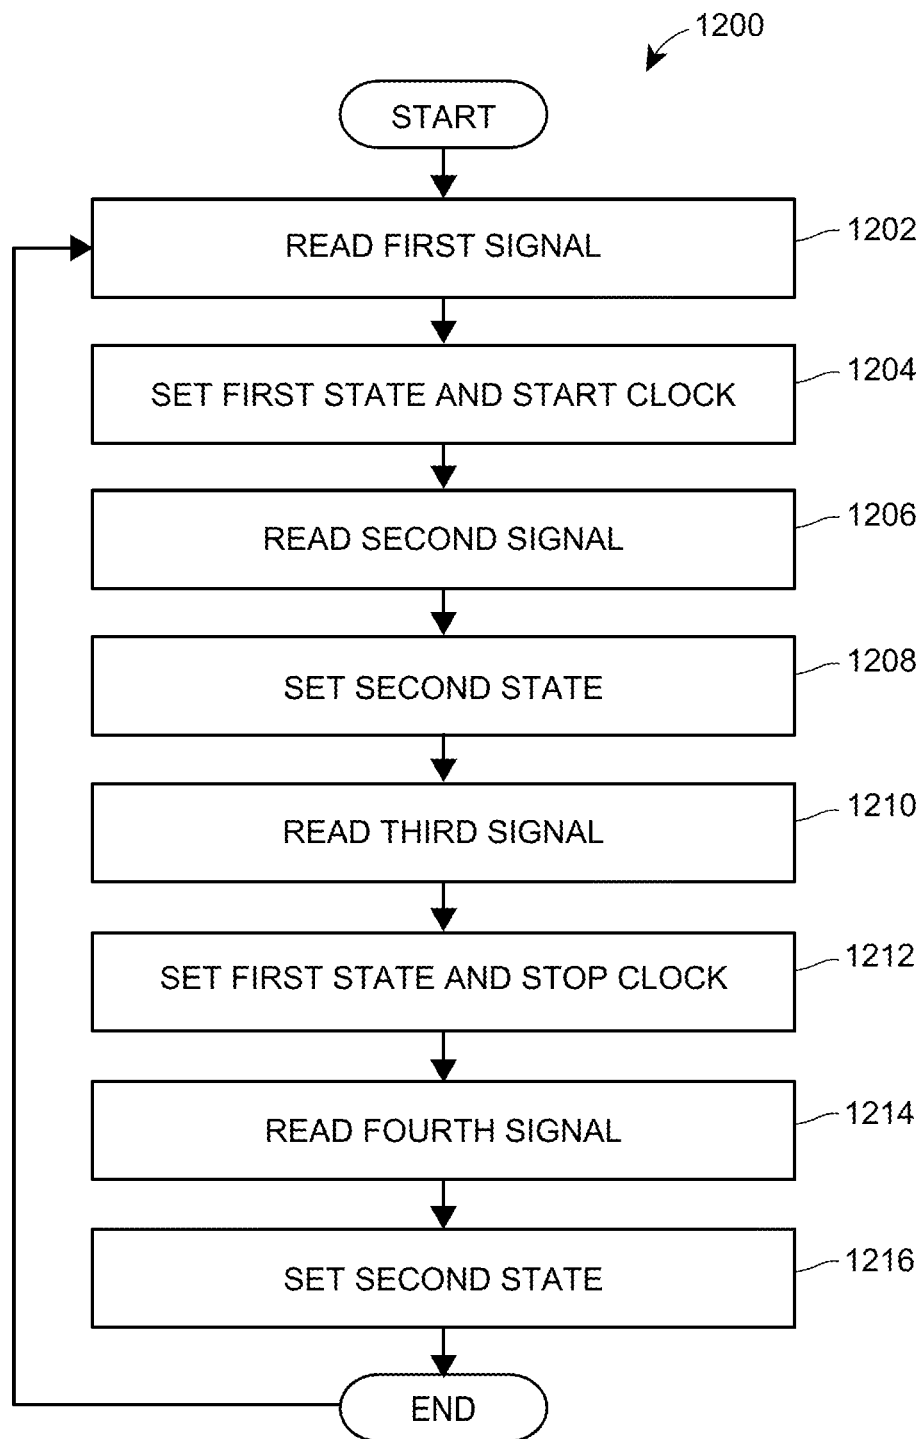 1200
START
READ FIRST SIGNAL
1202
SET FIRST STATE AND START CLOCK
1204
READ SECOND SIGNAL
1206
SET SECOND STATE
1208
READ THIRD SIGNAL
1210
SET FIRST STATE AND STOP CLOCK
1212
READ FOURTH SIGNAL
1214
SET SECOND STATE
1216
END